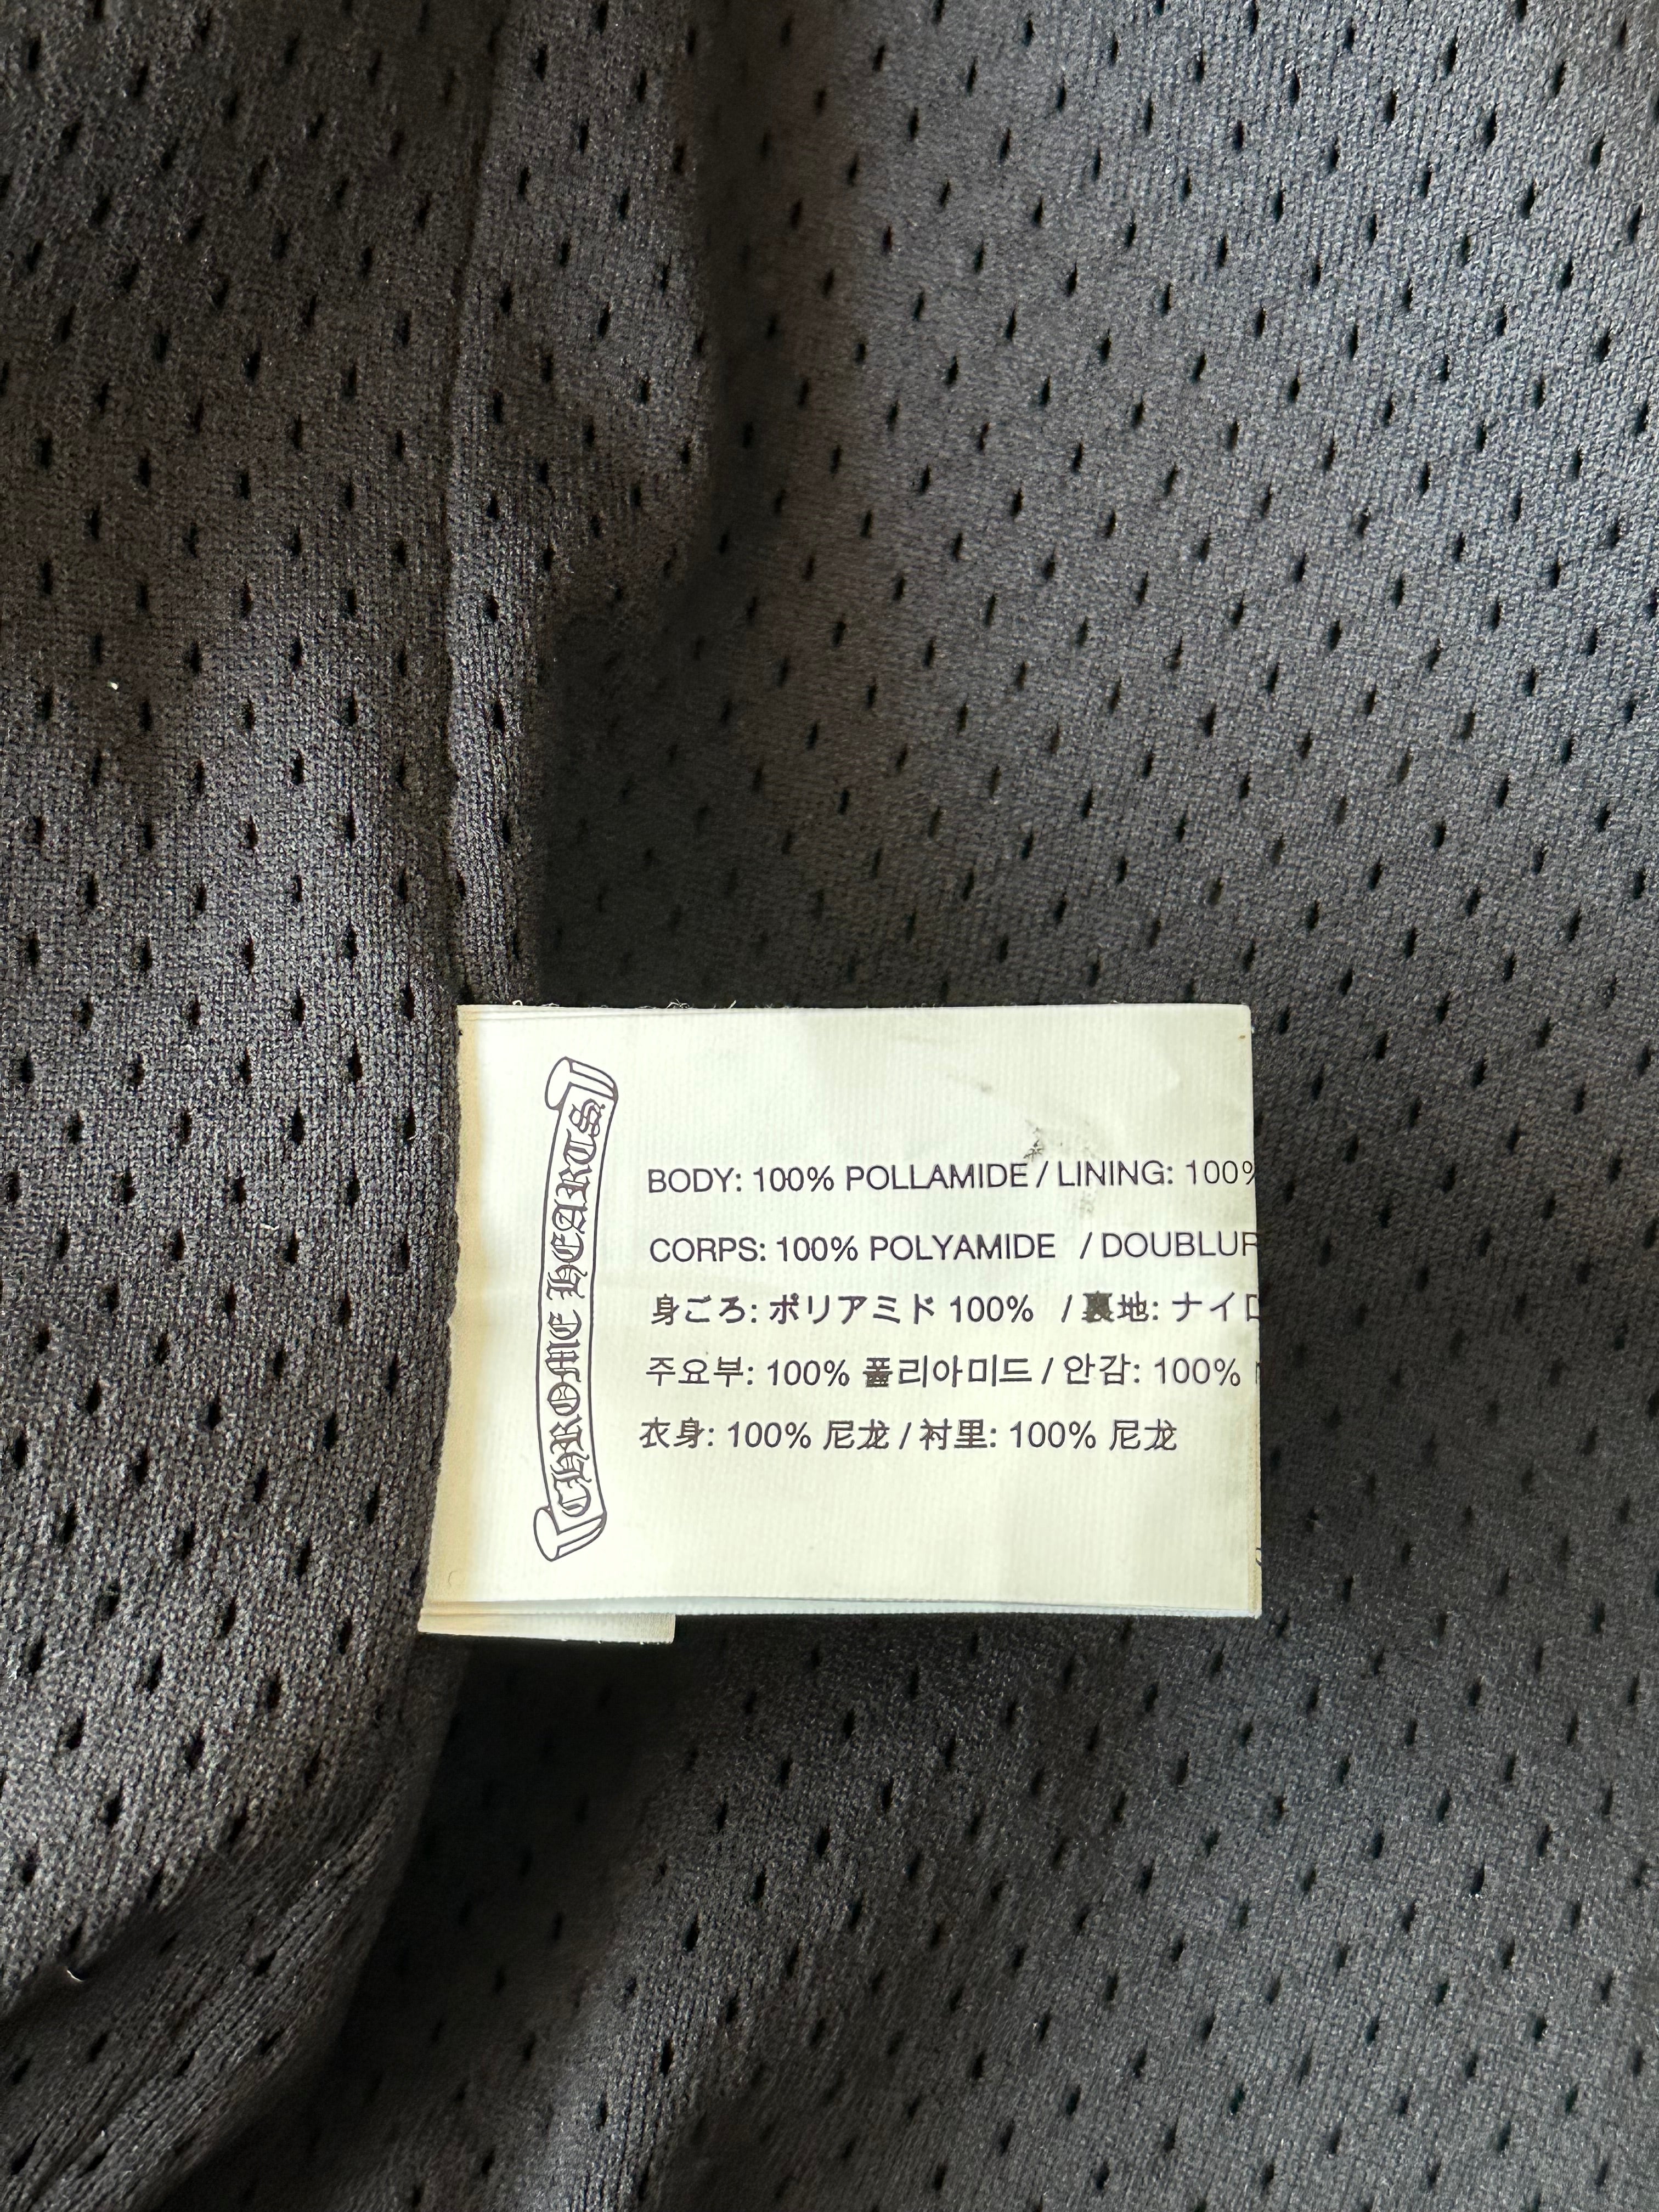 CHROME HEARTS
BODY: 100% POLLAMIDE / LINING: 100%
CORPS: 100% POLYAMIDE / DOUBLUR
身ごろ: ポリアミド 100% / 裏地: ナイロ
주요부: 100% 폴리아미드 / 안감: 100%
衣身: 100% 尼龙 / 衬里: 100% 尼龙